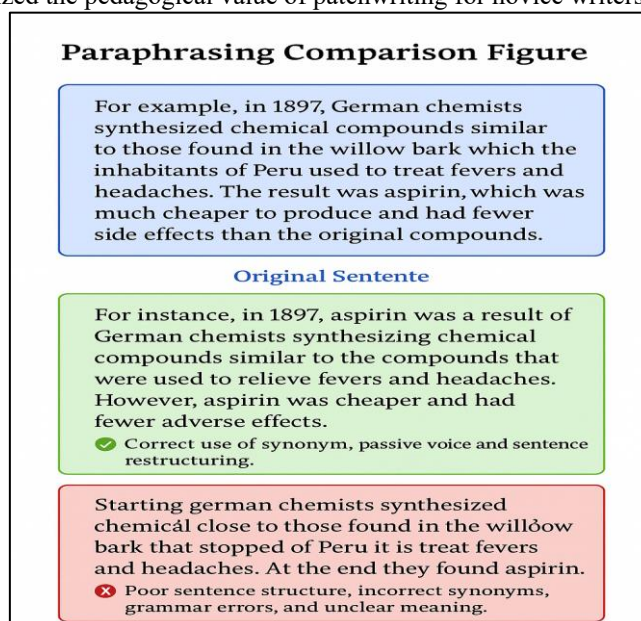 ized the pedagogical value of patchwriting for novice writers
Paraphrasing Comparison Figure
For example, in 1897, German chemists
synthesized chemical compounds similar
to those found in the willow bark which the
inhabitants of Peru used to treat fevers and
headaches. The result was aspirin, which was
much cheaper to produce and had fewer
side effects than the original compounds.
Original Sentente
For instance, in 1897, aspirin was a result of
German chemists synthesizing chemical
compounds similar to the compounds that
were used to relieve fevers and headaches.
However, aspirin was cheaper and had
fewer adverse effects.
Correct use of synonym, passive voice and sentence
restructuring.
Starting german chemists synthesized
chemicál close to those found in the willỏow
bark that stopped of Peru it is treat fevers
and headaches. At the end they found aspirin.
Poor sentence structure, incorrect synonyms,
grammar errors, and unclear meaning.